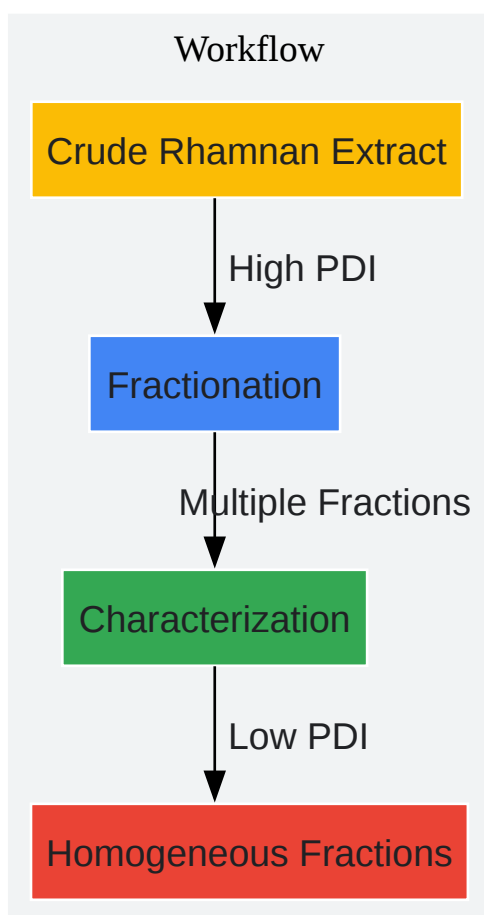 Workflow
Crude Rhamnan Extract
High PDI
Fractionation
Multiple Fractions
Characterization
Low PDI
Homogeneous Fractions